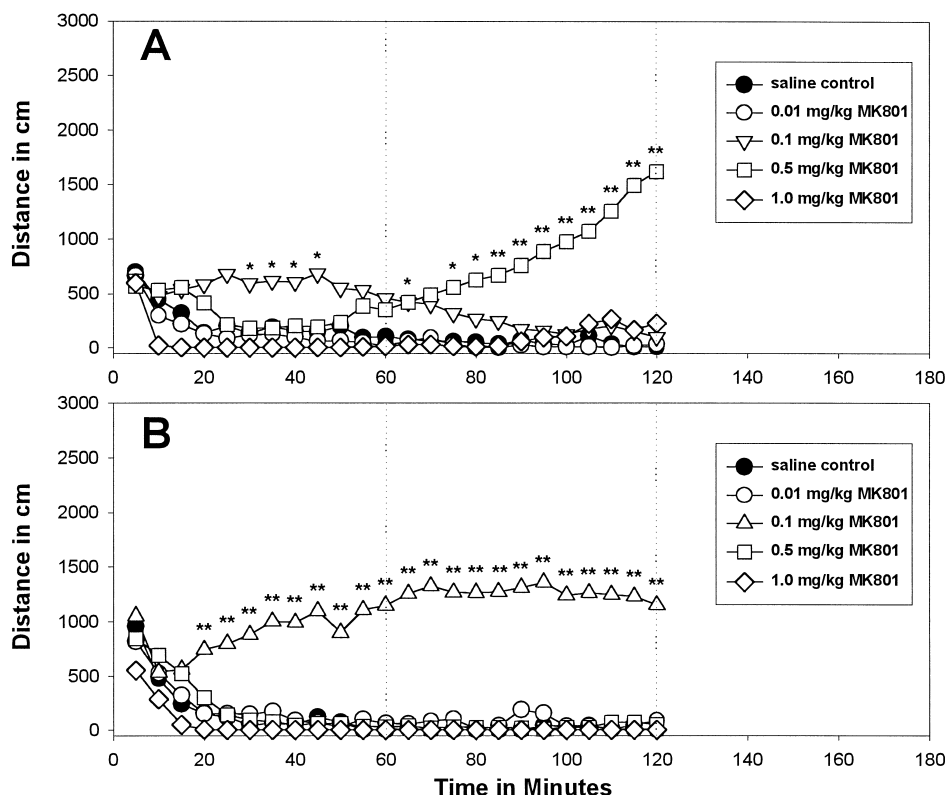 A
Distance in cm
3000
2500
2000
1500
1000
500
0
0 20 40 60 80 100 120 140 160 180
saline control
0.01 mg/kg MK801
0.1 mg/kg MK801
0.5 mg/kg MK801
1.0 mg/kg MK801
* * * * * * * ** ** ** ** ** ** ** **
B
Distance in cm
3000
2500
2000
1500
1000
500
0
0 20 40 60 80 100 120 140 160 180
saline control
0.01 mg/kg MK801
0.1 mg/kg MK801
0.5 mg/kg MK801
1.0 mg/kg MK801
** ** ** ** ** ** ** ** ** ** ** ** ** ** ** ** ** ** ** ** **
Time in Minutes